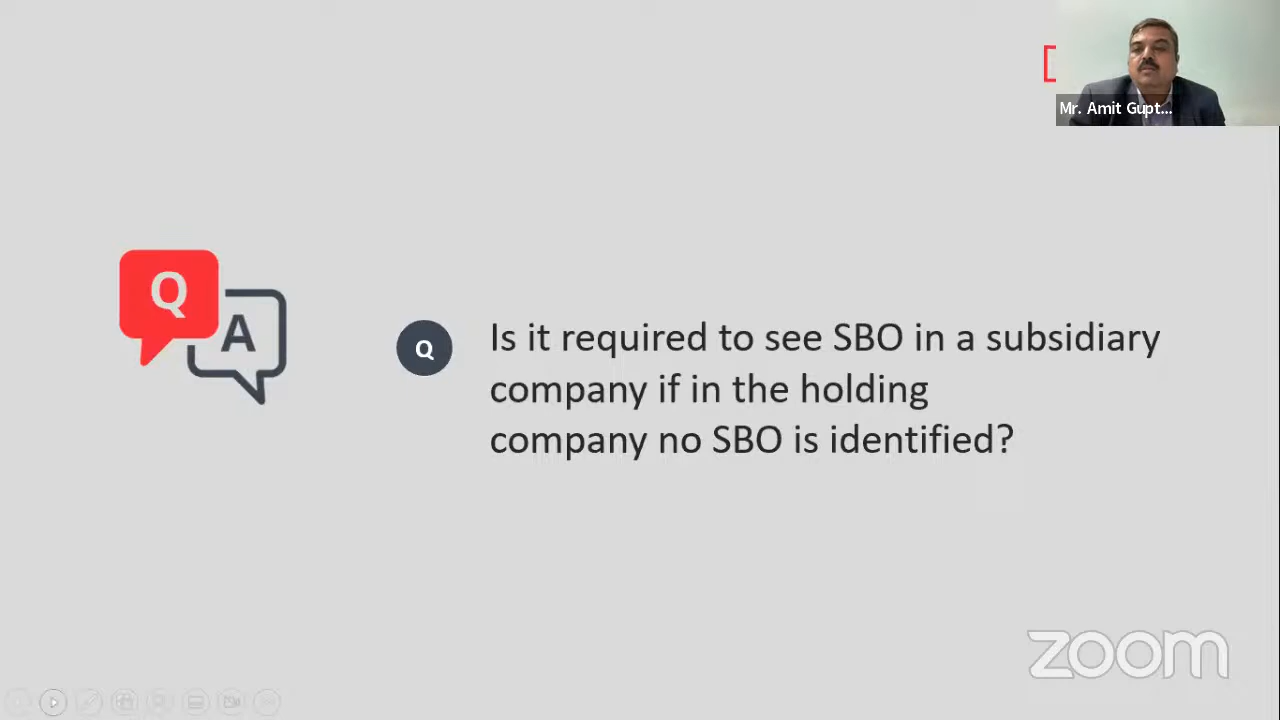 Mr. Amit Gupt...
Q
A
Q
Is it required to see SBO in a subsidiary
company if in the holding
company no SBO is identified?
zoom